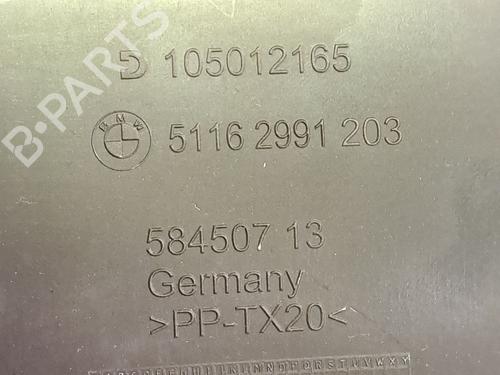 B-PARTS
D 105012165
BMW
5116 2991 203
584507 13
Germany
>PP-TX20<